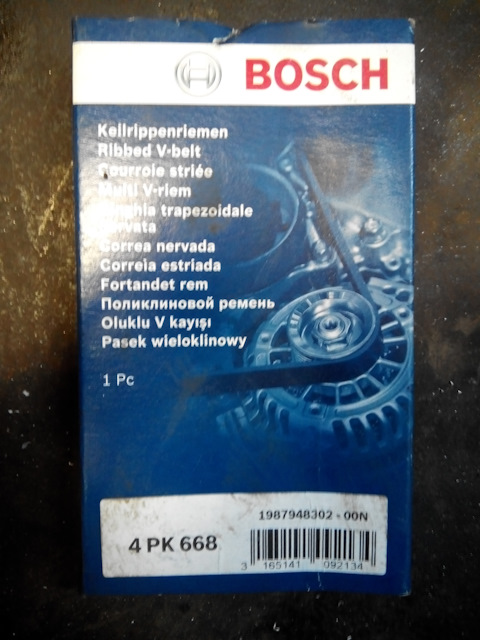 BOSCH
Keilrippenriemen
Ribbed V-belt
Courroie striée
Multi V-riem
trapezoidale
Correa nervada
Correia estriada
Fortandet rem
Поликлиновой ремень
Oluklu V kayışı
Pasek wieloklinowy
1 Pc
1987948302-00N
4 PK 668
3 165141 092134